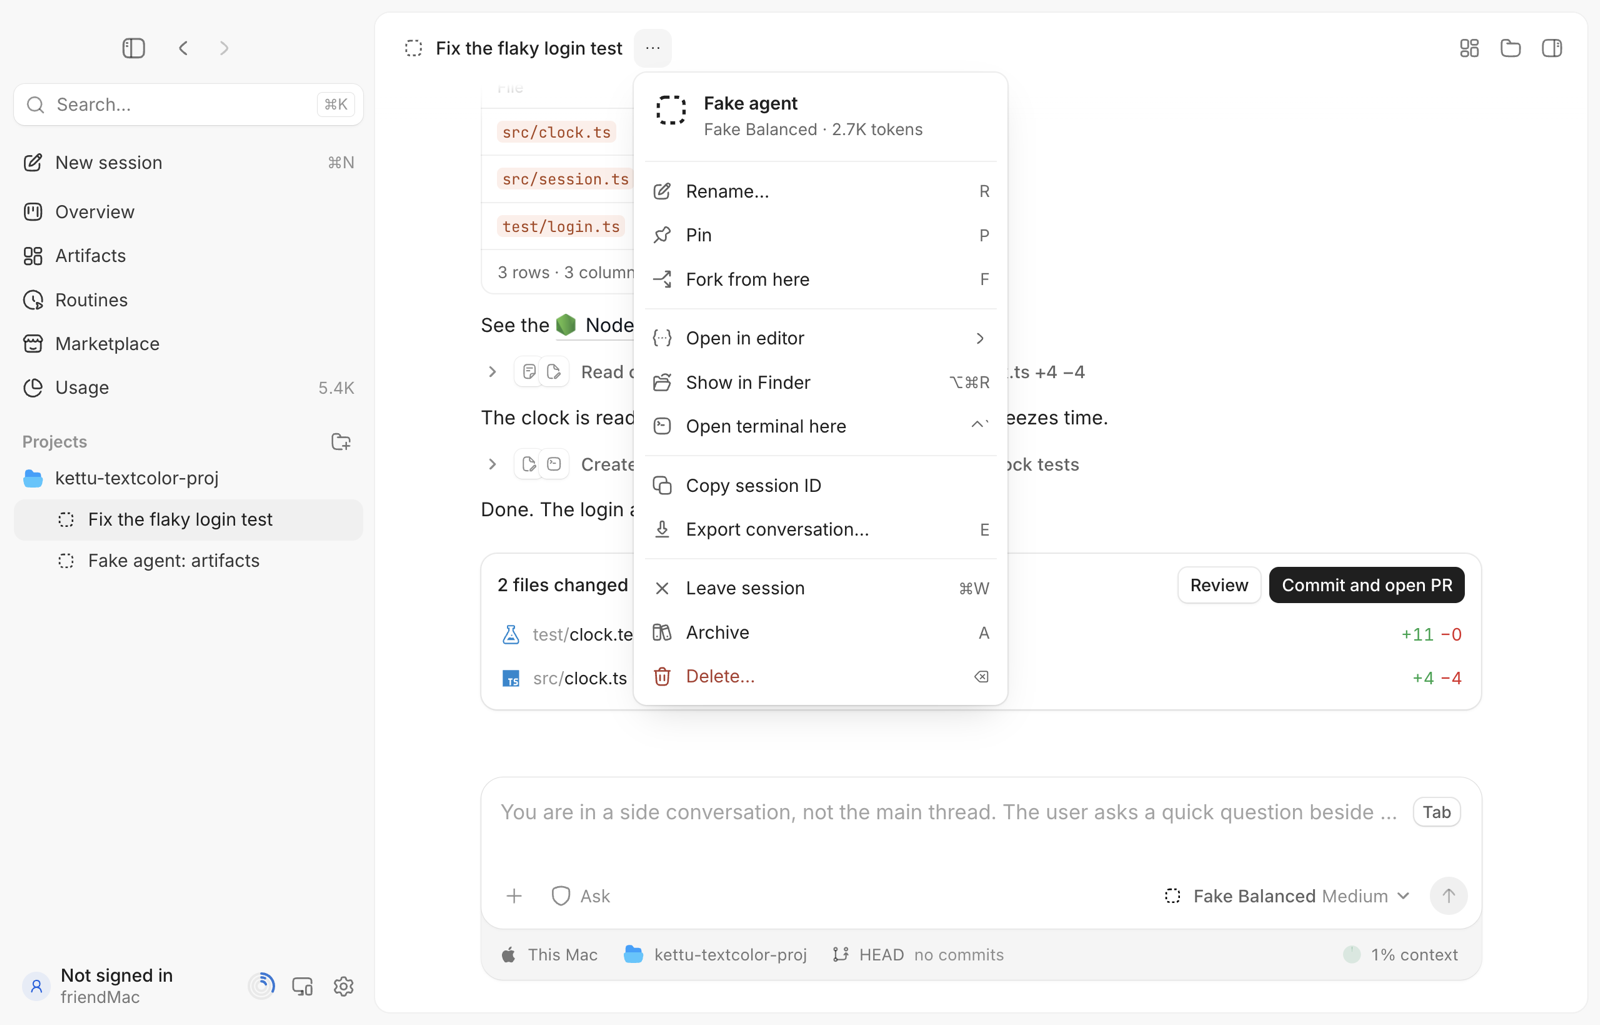 Fix the flaky login test
Search...
⌘K
New session
⌘N
Overview
Artifacts
Routines
Marketplace
Usage
5.4K
Projects
kettu-textcolor-proj
Fix the flaky login test
Fake agent: artifacts
Not signed in
friendMac
File
src/clock.ts
src/session.ts
test/login.ts
3 rows · 3 column
See the Node
Read
.ts +4 −4
The clock is read
eezes time.
Create
ock tests
Done. The login
Fake agent
Fake Balanced · 2.7K tokens
Rename...
R
Pin
P
Fork from here
F
Open in editor
Show in Finder
⌥⌘R
Open terminal here
^`
Copy session ID
Export conversation...
E
Leave session
⌘W
Archive
A
Delete...
⌫
2 files changed
Review
Commit and open PR
test/clock.te
+11 −0
src/clock.ts
+4 −4
You are in a side conversation, not the main thread. The user asks a quick question beside ...
Tab
Ask
Fake Balanced Medium
This Mac
kettu-textcolor-proj
HEAD no commits
1% context